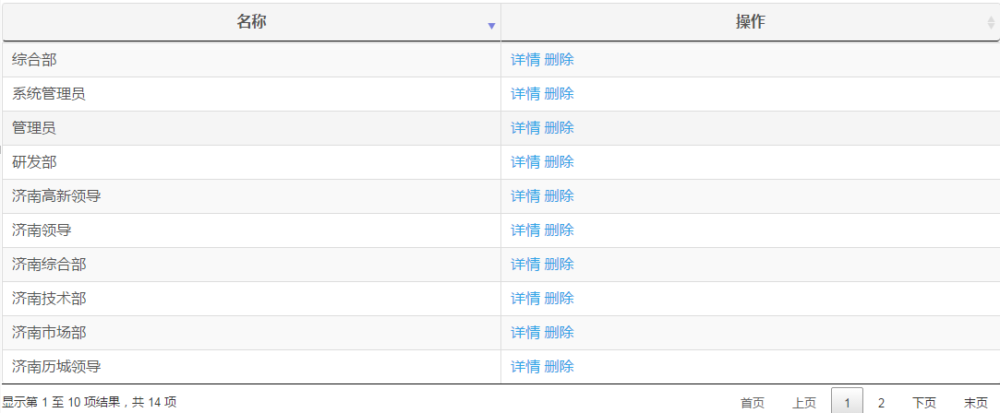 名称 操作
综合部 详情 删除
系统管理员 详情 删除
管理员 详情 删除
研发部 详情 删除
济南高新领导 详情 删除
济南领导 详情 删除
济南综合部 详情 删除
济南技术部 详情 删除
济南市场部 详情 删除
济南历城领导 详情 删除
显示第 1 至 10 项结果，共 14 项 首页 上页 1 2 下页 末页